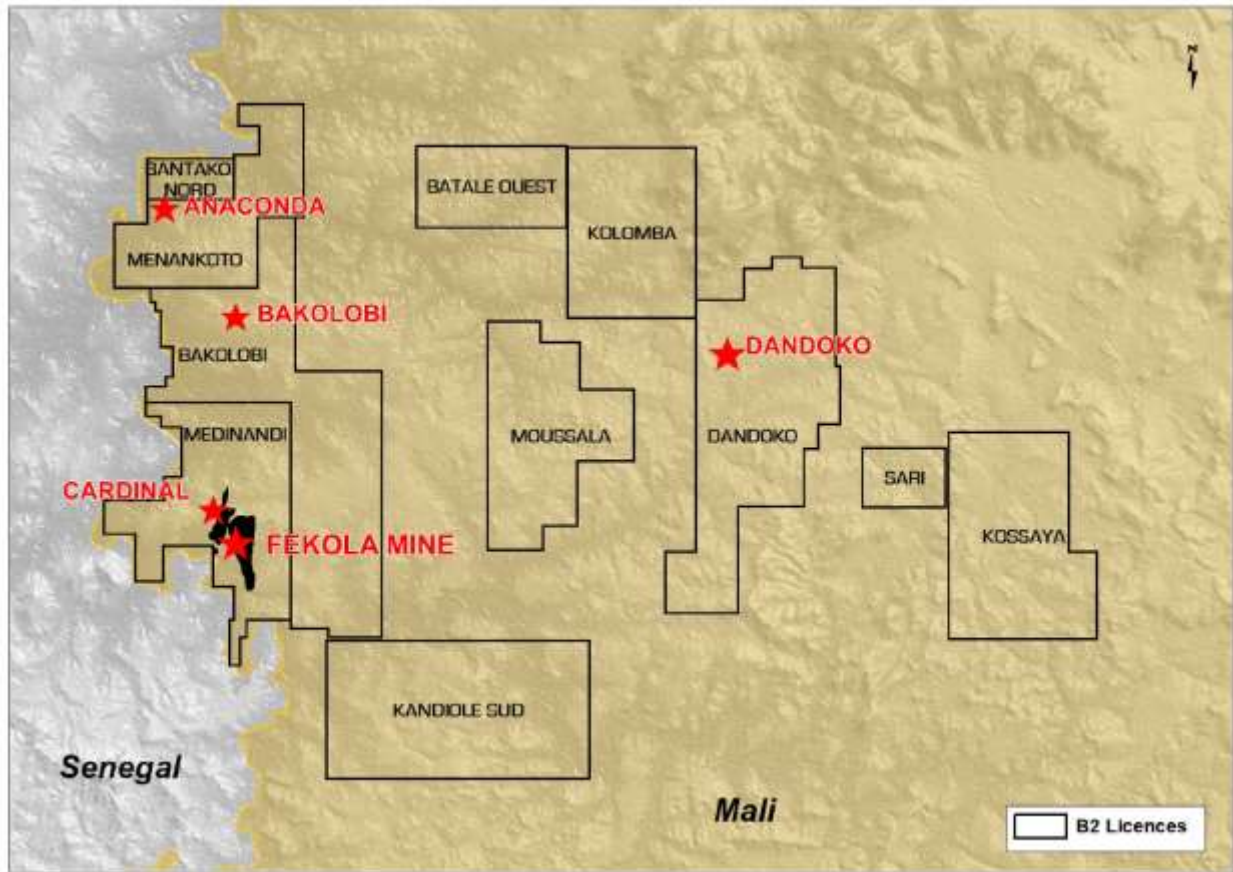 N
BANTAKO
NORD
ANACONDA
MENANKOTO
BATALE OUEST
KOLOMBA
BAKOLOBI
BAKOLOBI
DANDOKO
MEDINANDI
MOUSSALA
DANDOKO
CARDINAL
SARI
FEKOLA MINE
KOSSAYA
KANDIOLE SUD
Senegal
Mali
B2 Licences